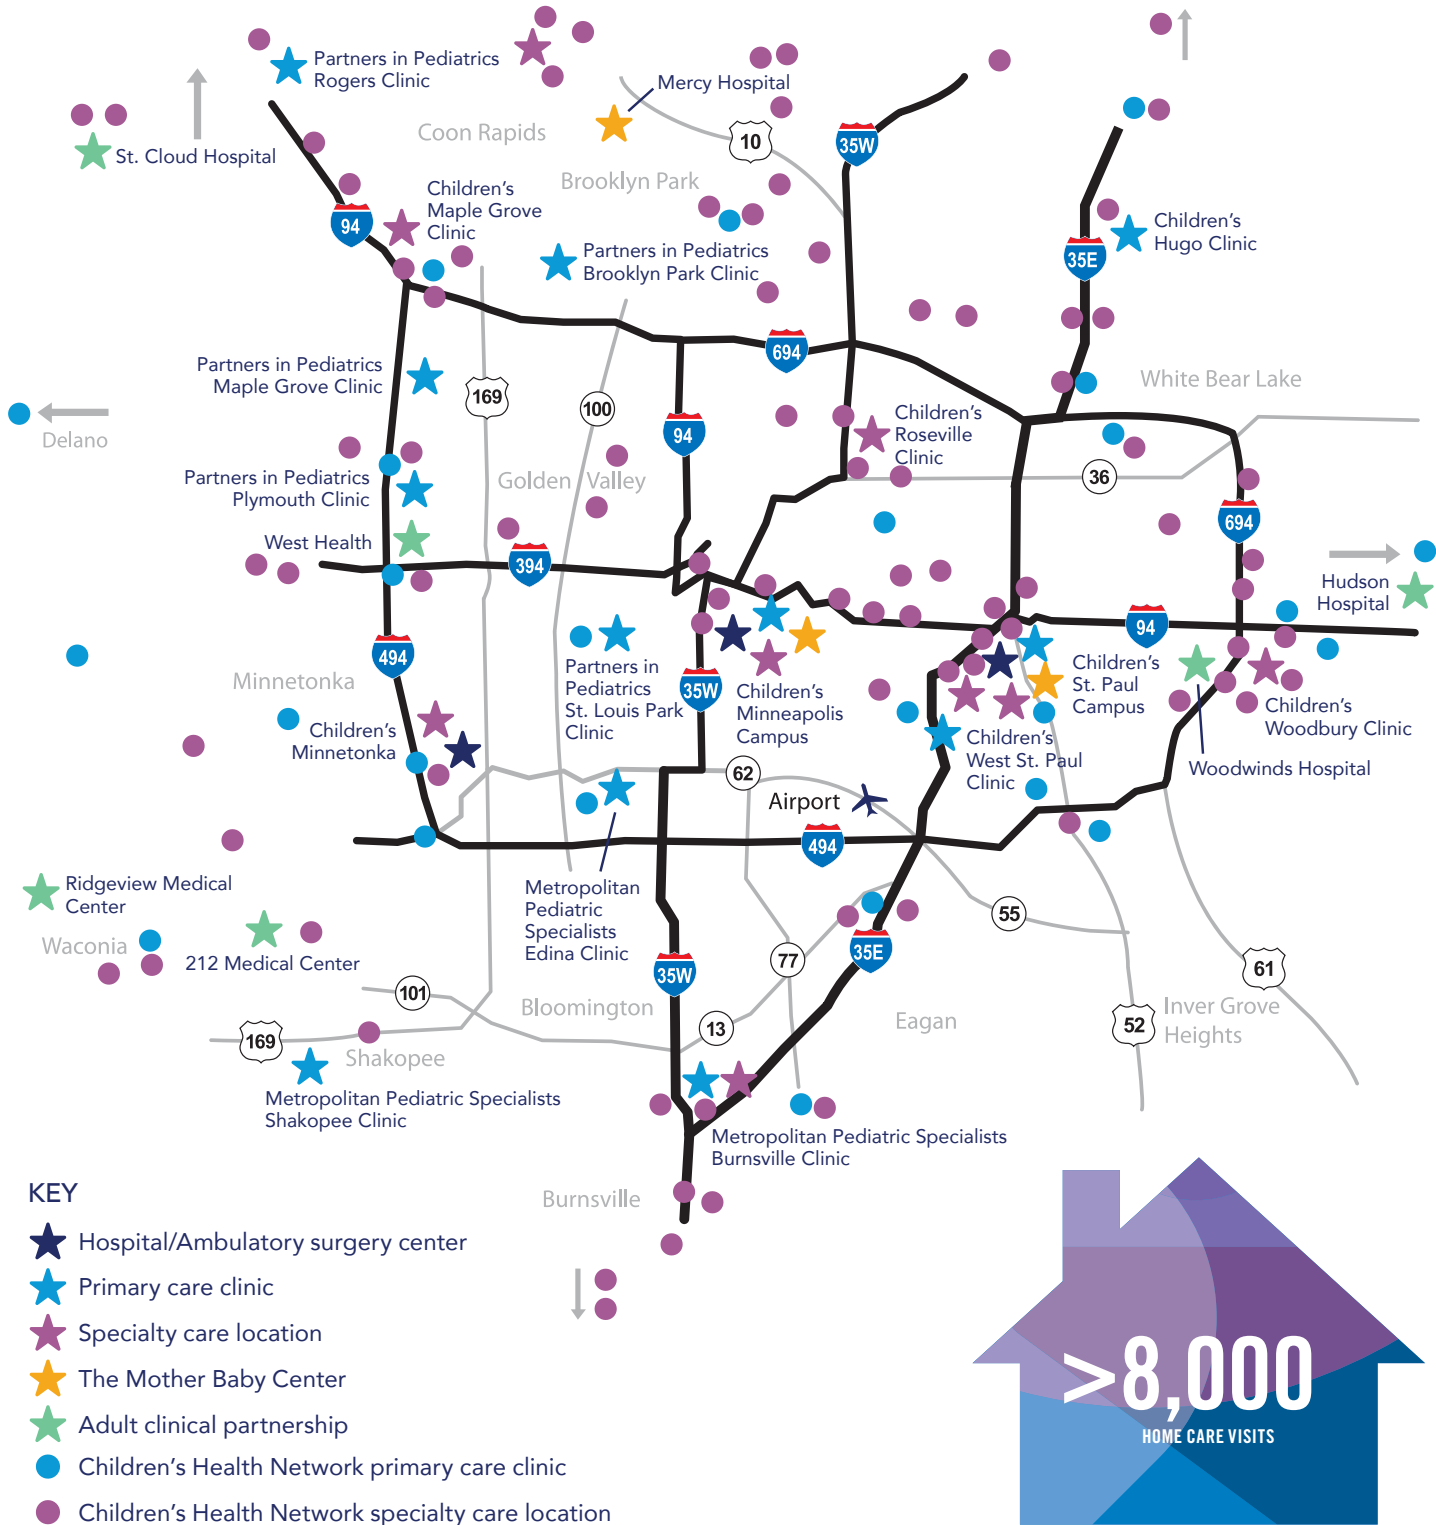 Partners in Pediatrics
Rogers Clinic
Mercy Hospital
Coon Rapids
10
35W
St. Cloud Hospital
Brooklyn Park
Children's
Maple Grove
Clinic
94
Partners in Pediatrics
Brooklyn Park Clinic
Children's
Hugo Clinic
35E
694
Partners in Pediatrics
Maple Grove Clinic
169
100
White Bear Lake
Delano
94
Children's
Roseville
Clinic
Partners in Pediatrics
Plymouth Clinic
Golden Valley
36
694
West Health
394
Hudson
Hospital
94
494
Minnetonka
Partners in
Pediatrics
St. Louis Park
Clinic
35W
Children's
Minneapolis
Campus
Children's
St. Paul
Campus
Children's
Woodbury Clinic
Children's
Minnetonka
Children's
West St. Paul
Clinic
Woodwinds Hospital
62
Airport
494
Ridgeview Medical
Center
Metropolitan
Pediatric
Specialists
Edina Clinic
55
Waconia
212 Medical Center
35W
77
35E
61
101
Bloomington
13
Eagan
52
Inver Grove
Heights
169
Shakopee
Metropolitan Pediatric Specialists
Shakopee Clinic
Metropolitan Pediatric Specialists
Burnsville Clinic
Burnsville
KEY
Hospital/Ambulatory surgery center
Primary care clinic
Specialty care location
The Mother Baby Center
Adult clinical partnership
Children's Health Network primary care clinic
Children's Health Network specialty care location
>8,000
HOME CARE VISITS